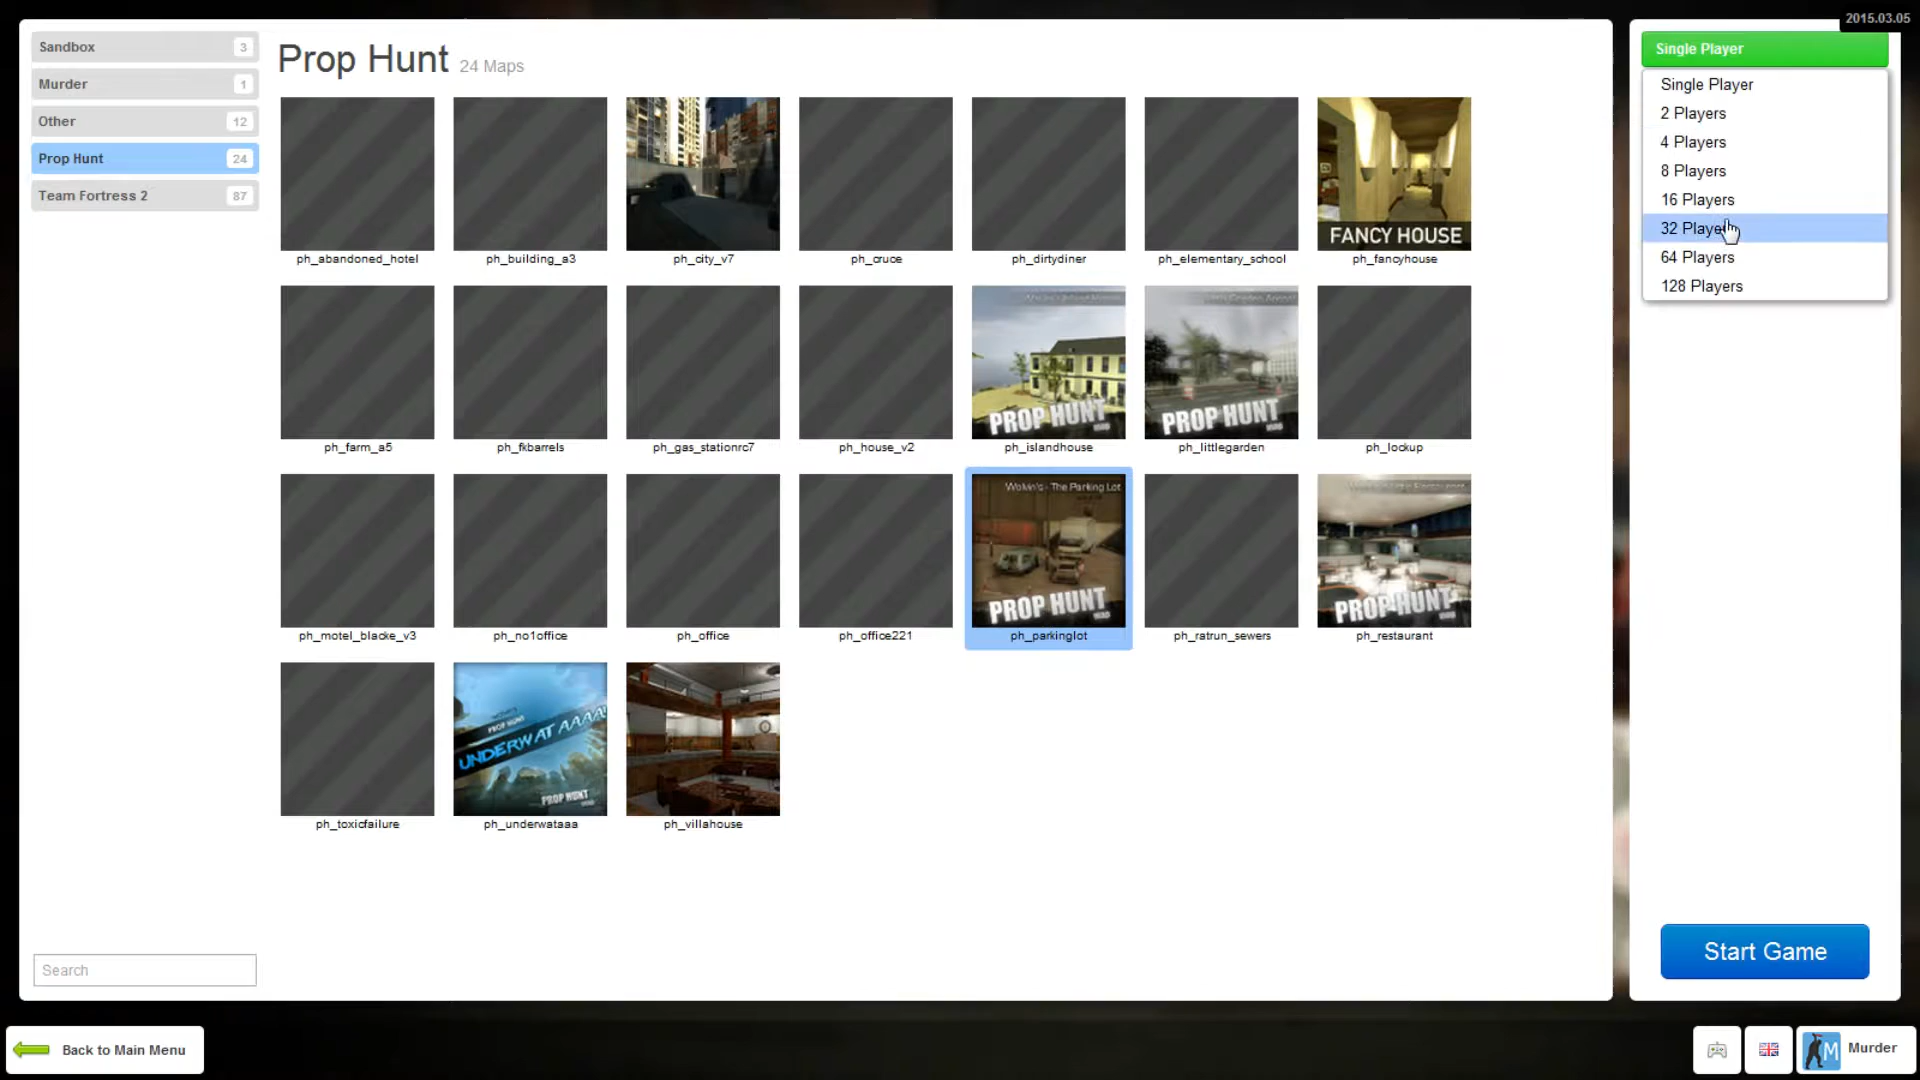 2015.03.05
Sandbox 3
Murder 1
Other 12
Prop Hunt 24
Team Fortress 2 87
Prop Hunt 24 Maps
FANCY HOUSE
ph_abandoned_hotel ph_building_a3 ph_city_v7 ph_cruce ph_dirtydiner ph_elementary_school ph_fancyhouse
PROP HUNT PROP HUNT
ph_farm_a5 ph_fkbarrels ph_gas_stationrc7 ph_house_v2 ph_islandhouse ph_littlegarden ph_lockup
Wolvin's - The Parking Lot
PROP HUNT PROP HUNT
ph_motel_blacke_v3 ph_no1office ph_office ph_office221 ph_parkinglot ph_ratrun_sewers ph_restaurant
PROP HUNT
UNDERWATAAAA!
PROP HUNT
ph_toxicfailure ph_underwataaa ph_villahouse
Search
Single Player
Single Player
2 Players
4 Players
8 Players
16 Players
32 Players
64 Players
128 Players
Start Game
Back to Main Menu
M Murder